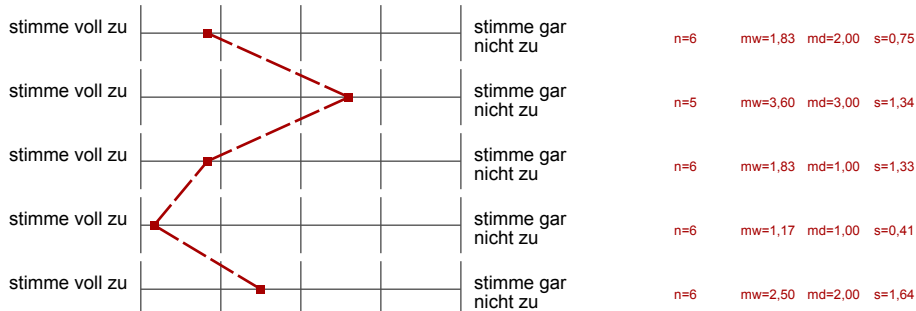 stimme voll zu stimme gar nicht zu n=6 mw=1,83 md=2,00 s=0,75
stimme voll zu stimme gar nicht zu n=5 mw=3,60 md=3,00 s=1,34
stimme voll zu stimme gar nicht zu n=6 mw=1,83 md=1,00 s=1,33
stimme voll zu stimme gar nicht zu n=6 mw=1,17 md=1,00 s=0,41
stimme voll zu stimme gar nicht zu n=6 mw=2,50 md=2,00 s=1,64